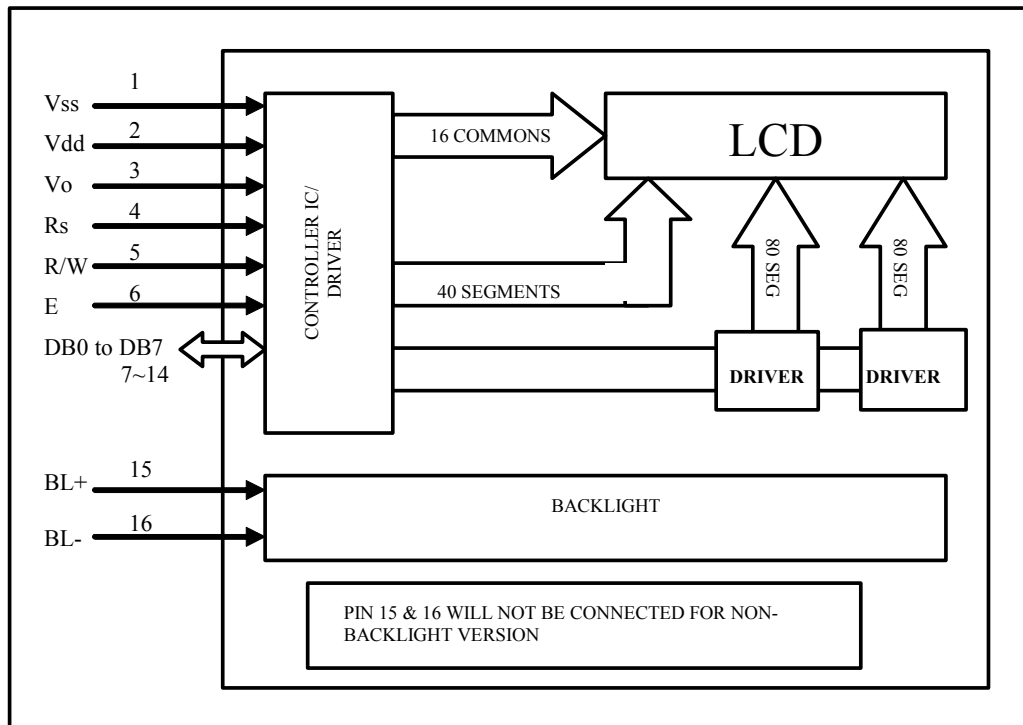 1
Vss
2
Vdd
3
Vo
4
Rs
5
R/W
6
E
DB0 to DB7
7~14
CONTROLLER IC/
DRIVER
16 COMMONS
LCD
40 SEGMENTS
80 SEG
80 SEG
DRIVER
DRIVER
15
BL+
16
BL-
BACKLIGHT
PIN 15 & 16 WILL NOT BE CONNECTED FOR NON-
BACKLIGHT VERSION